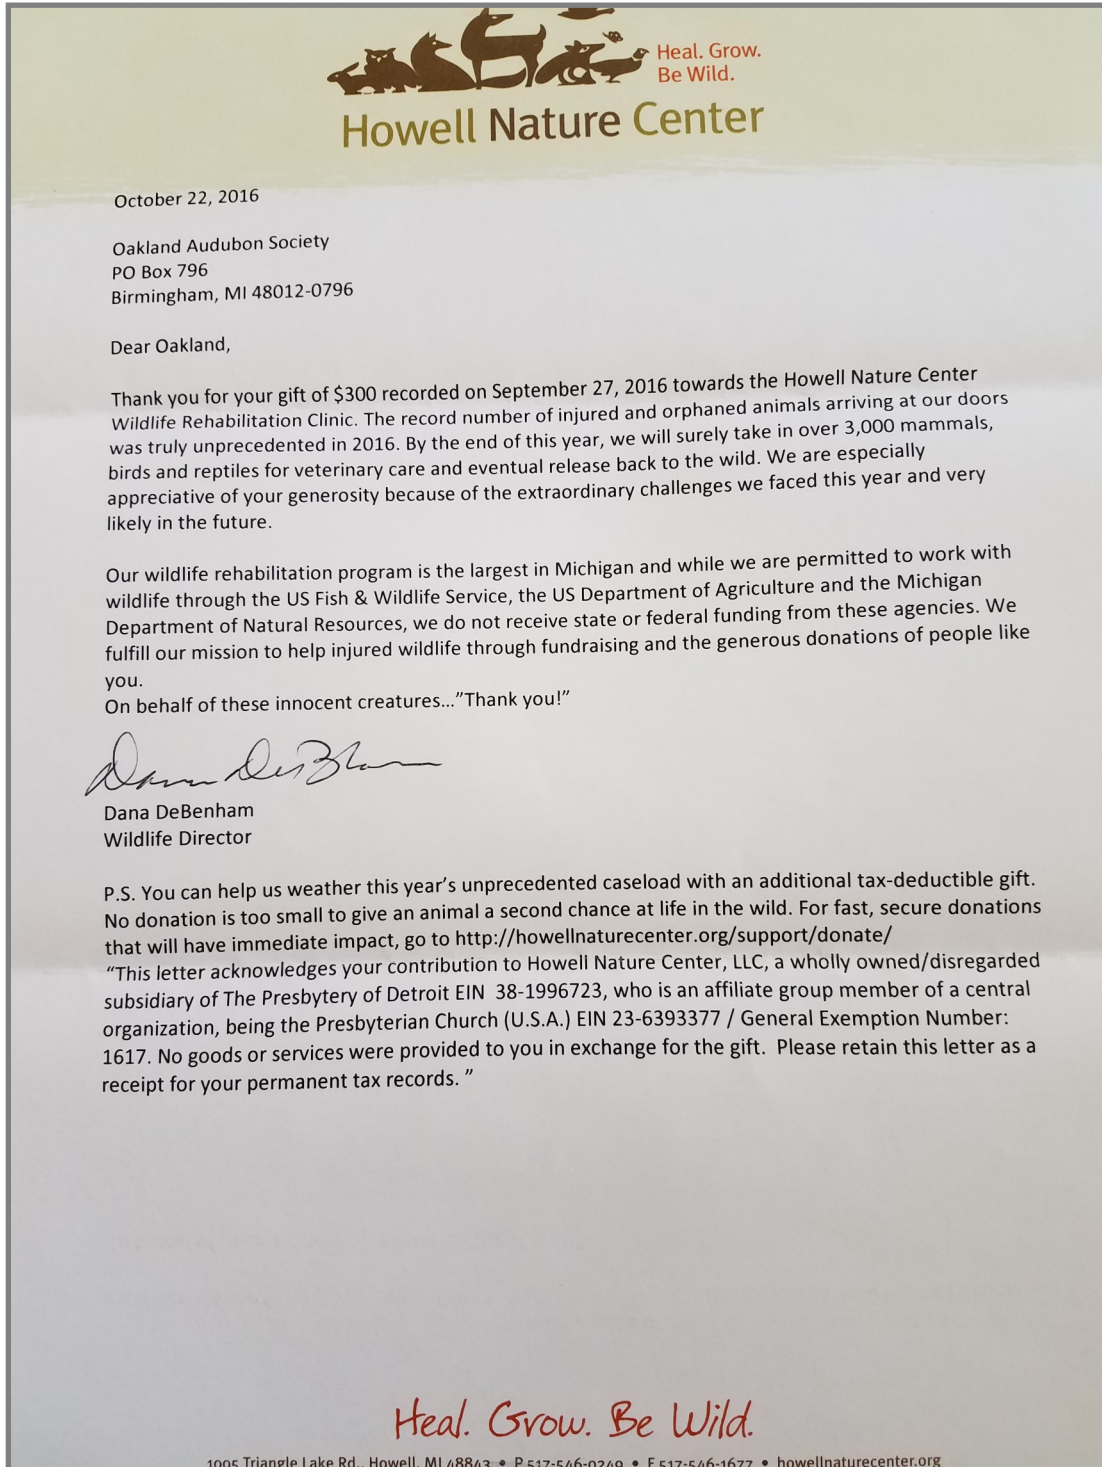 Heal. Grow.
Be Wild.
Howell Nature Center
October 22, 2016
Oakland Audubon Society
PO Box 796
Birmingham, MI 48012-0796
Dear Oakland,
Thank you for your gift of $300 recorded on September 27, 2016 towards the Howell Nature Center
Wildlife Rehabilitation Clinic. The record number of injured and orphaned animals arriving at our doors
was truly unprecedented in 2016. By the end of this year, we will surely take in over 3,000 mammals,
birds and reptiles for veterinary care and eventual release back to the wild. We are especially
appreciative of your generosity because of the extraordinary challenges we faced this year and very
likely in the future.
Our wildlife rehabilitation program is the largest in Michigan and while we are permitted to work with
wildlife through the US Fish & Wildlife Service, the US Department of Agriculture and the Michigan
Department of Natural Resources, we do not receive state or federal funding from these agencies. We
fulfill our mission to help injured wildlife through fundraising and the generous donations of people like
you.
On behalf of these innocent creatures…”Thank you!”
Dana DeBenham
Dana DeBenham
Wildlife Director
P.S. You can help us weather this year’s unprecedented caseload with an additional tax-deductible gift.
No donation is too small to give an animal a second chance at life in the wild. For fast, secure donations
that will have immediate impact, go to http://howellnaturecenter.org/support/donate/
“This letter acknowledges your contribution to Howell Nature Center, LLC, a wholly owned/disregarded
subsidiary of The Presbytery of Detroit EIN  38-1996723, who is an affiliate group member of a central
organization, being the Presbyterian Church (U.S.A.) EIN 23-6393377 / General Exemption Number:
1617. No goods or services were provided to you in exchange for the gift.  Please retain this letter as a
receipt for your permanent tax records. ”
Heal. Grow. Be Wild.
1005 Triangle Lake Rd., Howell, MI 48843 • P 517-546-0249 • F 517-546-1677 • howellnaturecenter.org